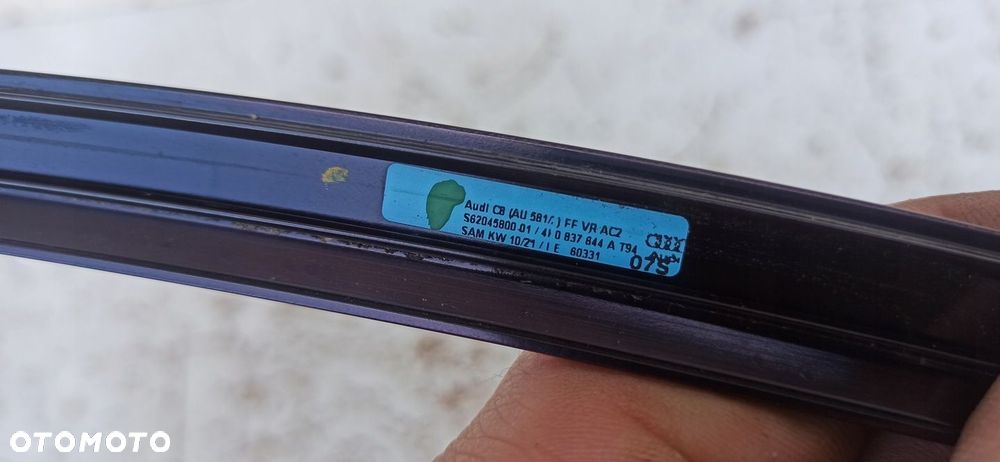 Audi C8 (AU 581/ ) FF VR AC2
S62045800 01 / 4K0 837 844 A T94
SAM KW 10/21 / LE 60331
075
OTOMOTO